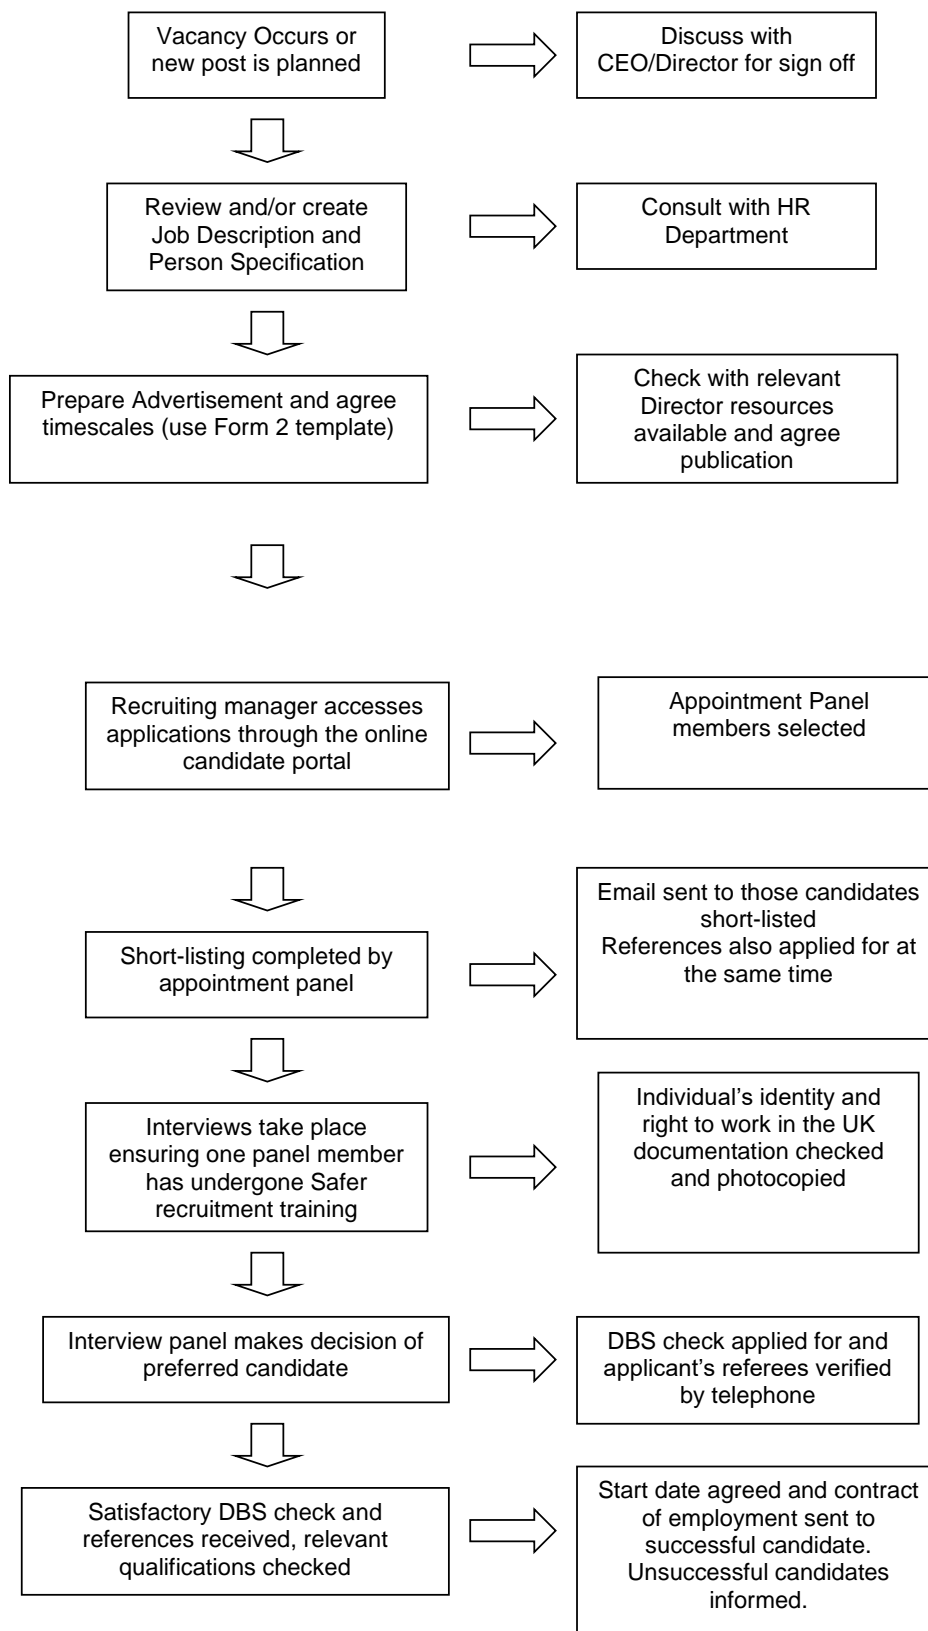 Vacancy Occurs or
new post is planned
Discuss with
CEO/Director for sign off
Review and/or create
Job Description and
Person Specification
Consult with HR
Department
Prepare Advertisement and agree
timescales (use Form 2 template)
Check with relevant
Director resources
available and agree
publication
Recruiting manager accesses
applications through the online
candidate portal
Appointment Panel
members selected
Short-listing completed by
appointment panel
Email sent to those candidates
short-listed
References also applied for at
the same time
Interviews take place
ensuring one panel member
has undergone Safer
recruitment training
Individual’s identity and
right to work in the UK
documentation checked
and photocopied
Interview panel makes decision of
preferred candidate
DBS check applied for and
applicant’s referees verified
by telephone
Satisfactory DBS check and
references received, relevant
qualifications checked
Start date agreed and contract
of employment sent to
successful candidate.
Unsuccessful candidates
informed.